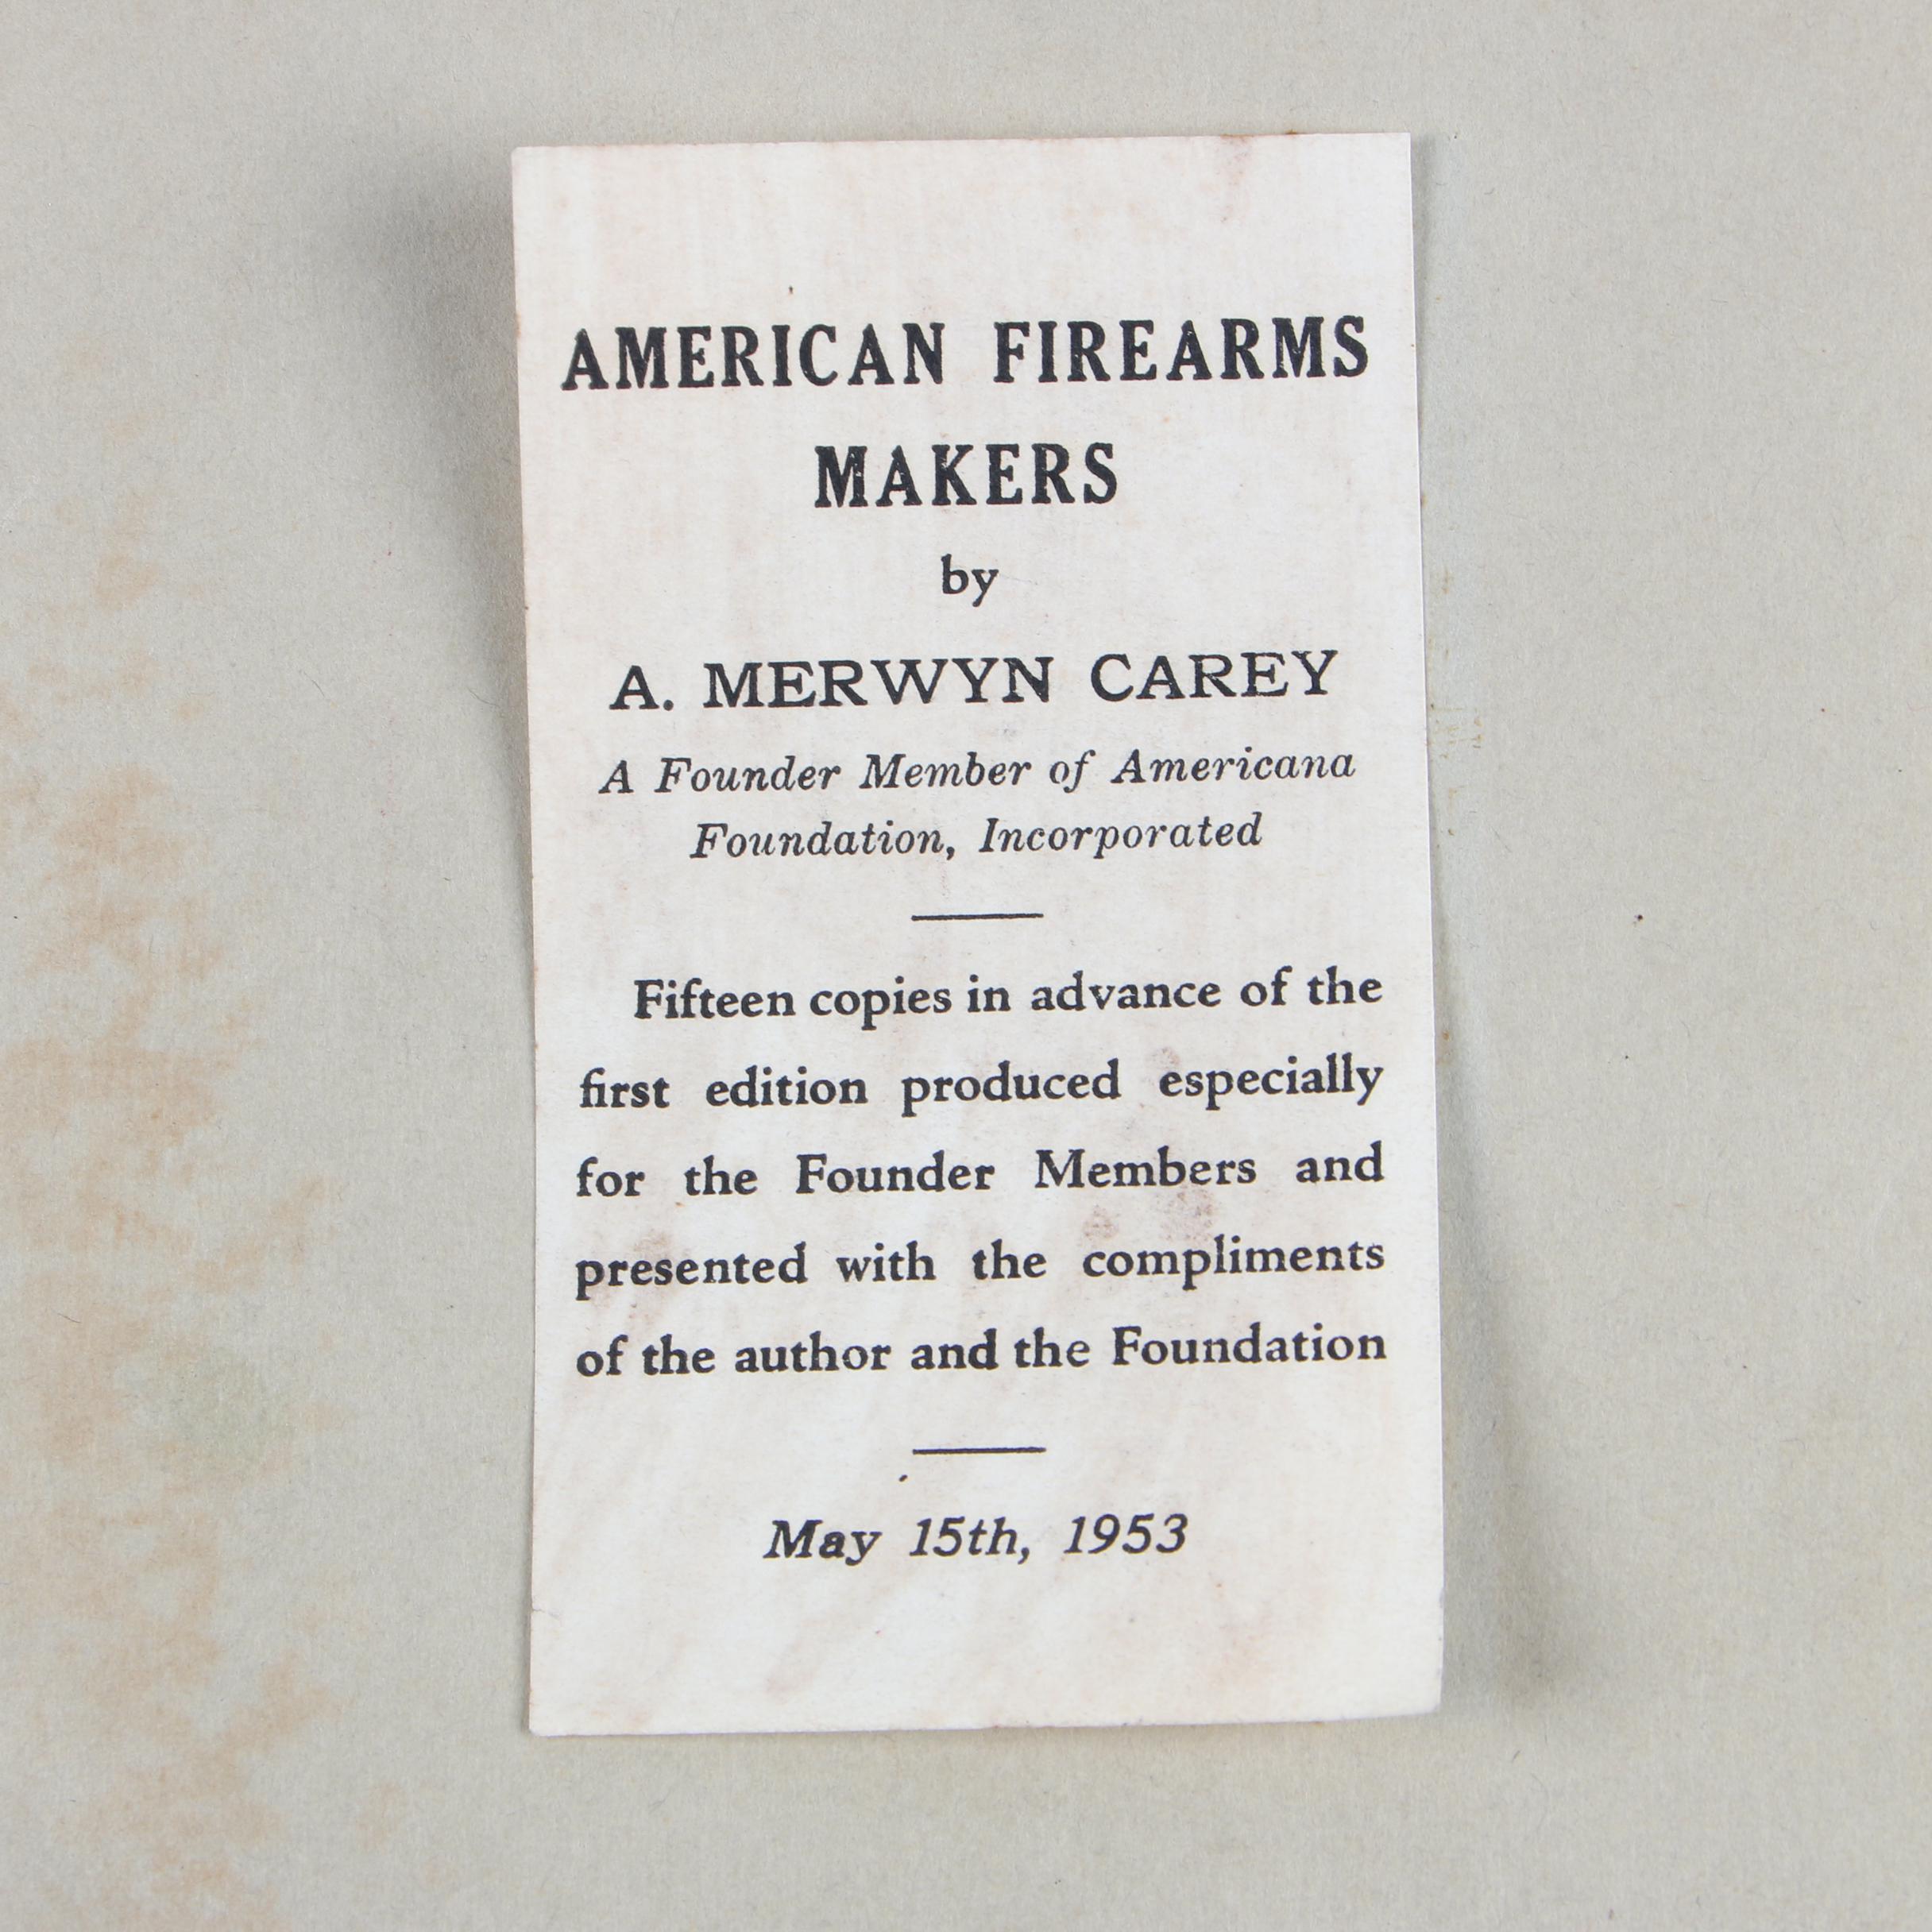 AMERICAN FIREARMS
MAKERS
by
A. MERWYN CAREY
A Founder Member of Americana
Foundation, Incorporated
Fifteen copies in advance of the
first edition produced especially
for the Founder Members and
presented with the compliments
of the author and the Foundation
May 15th, 1953